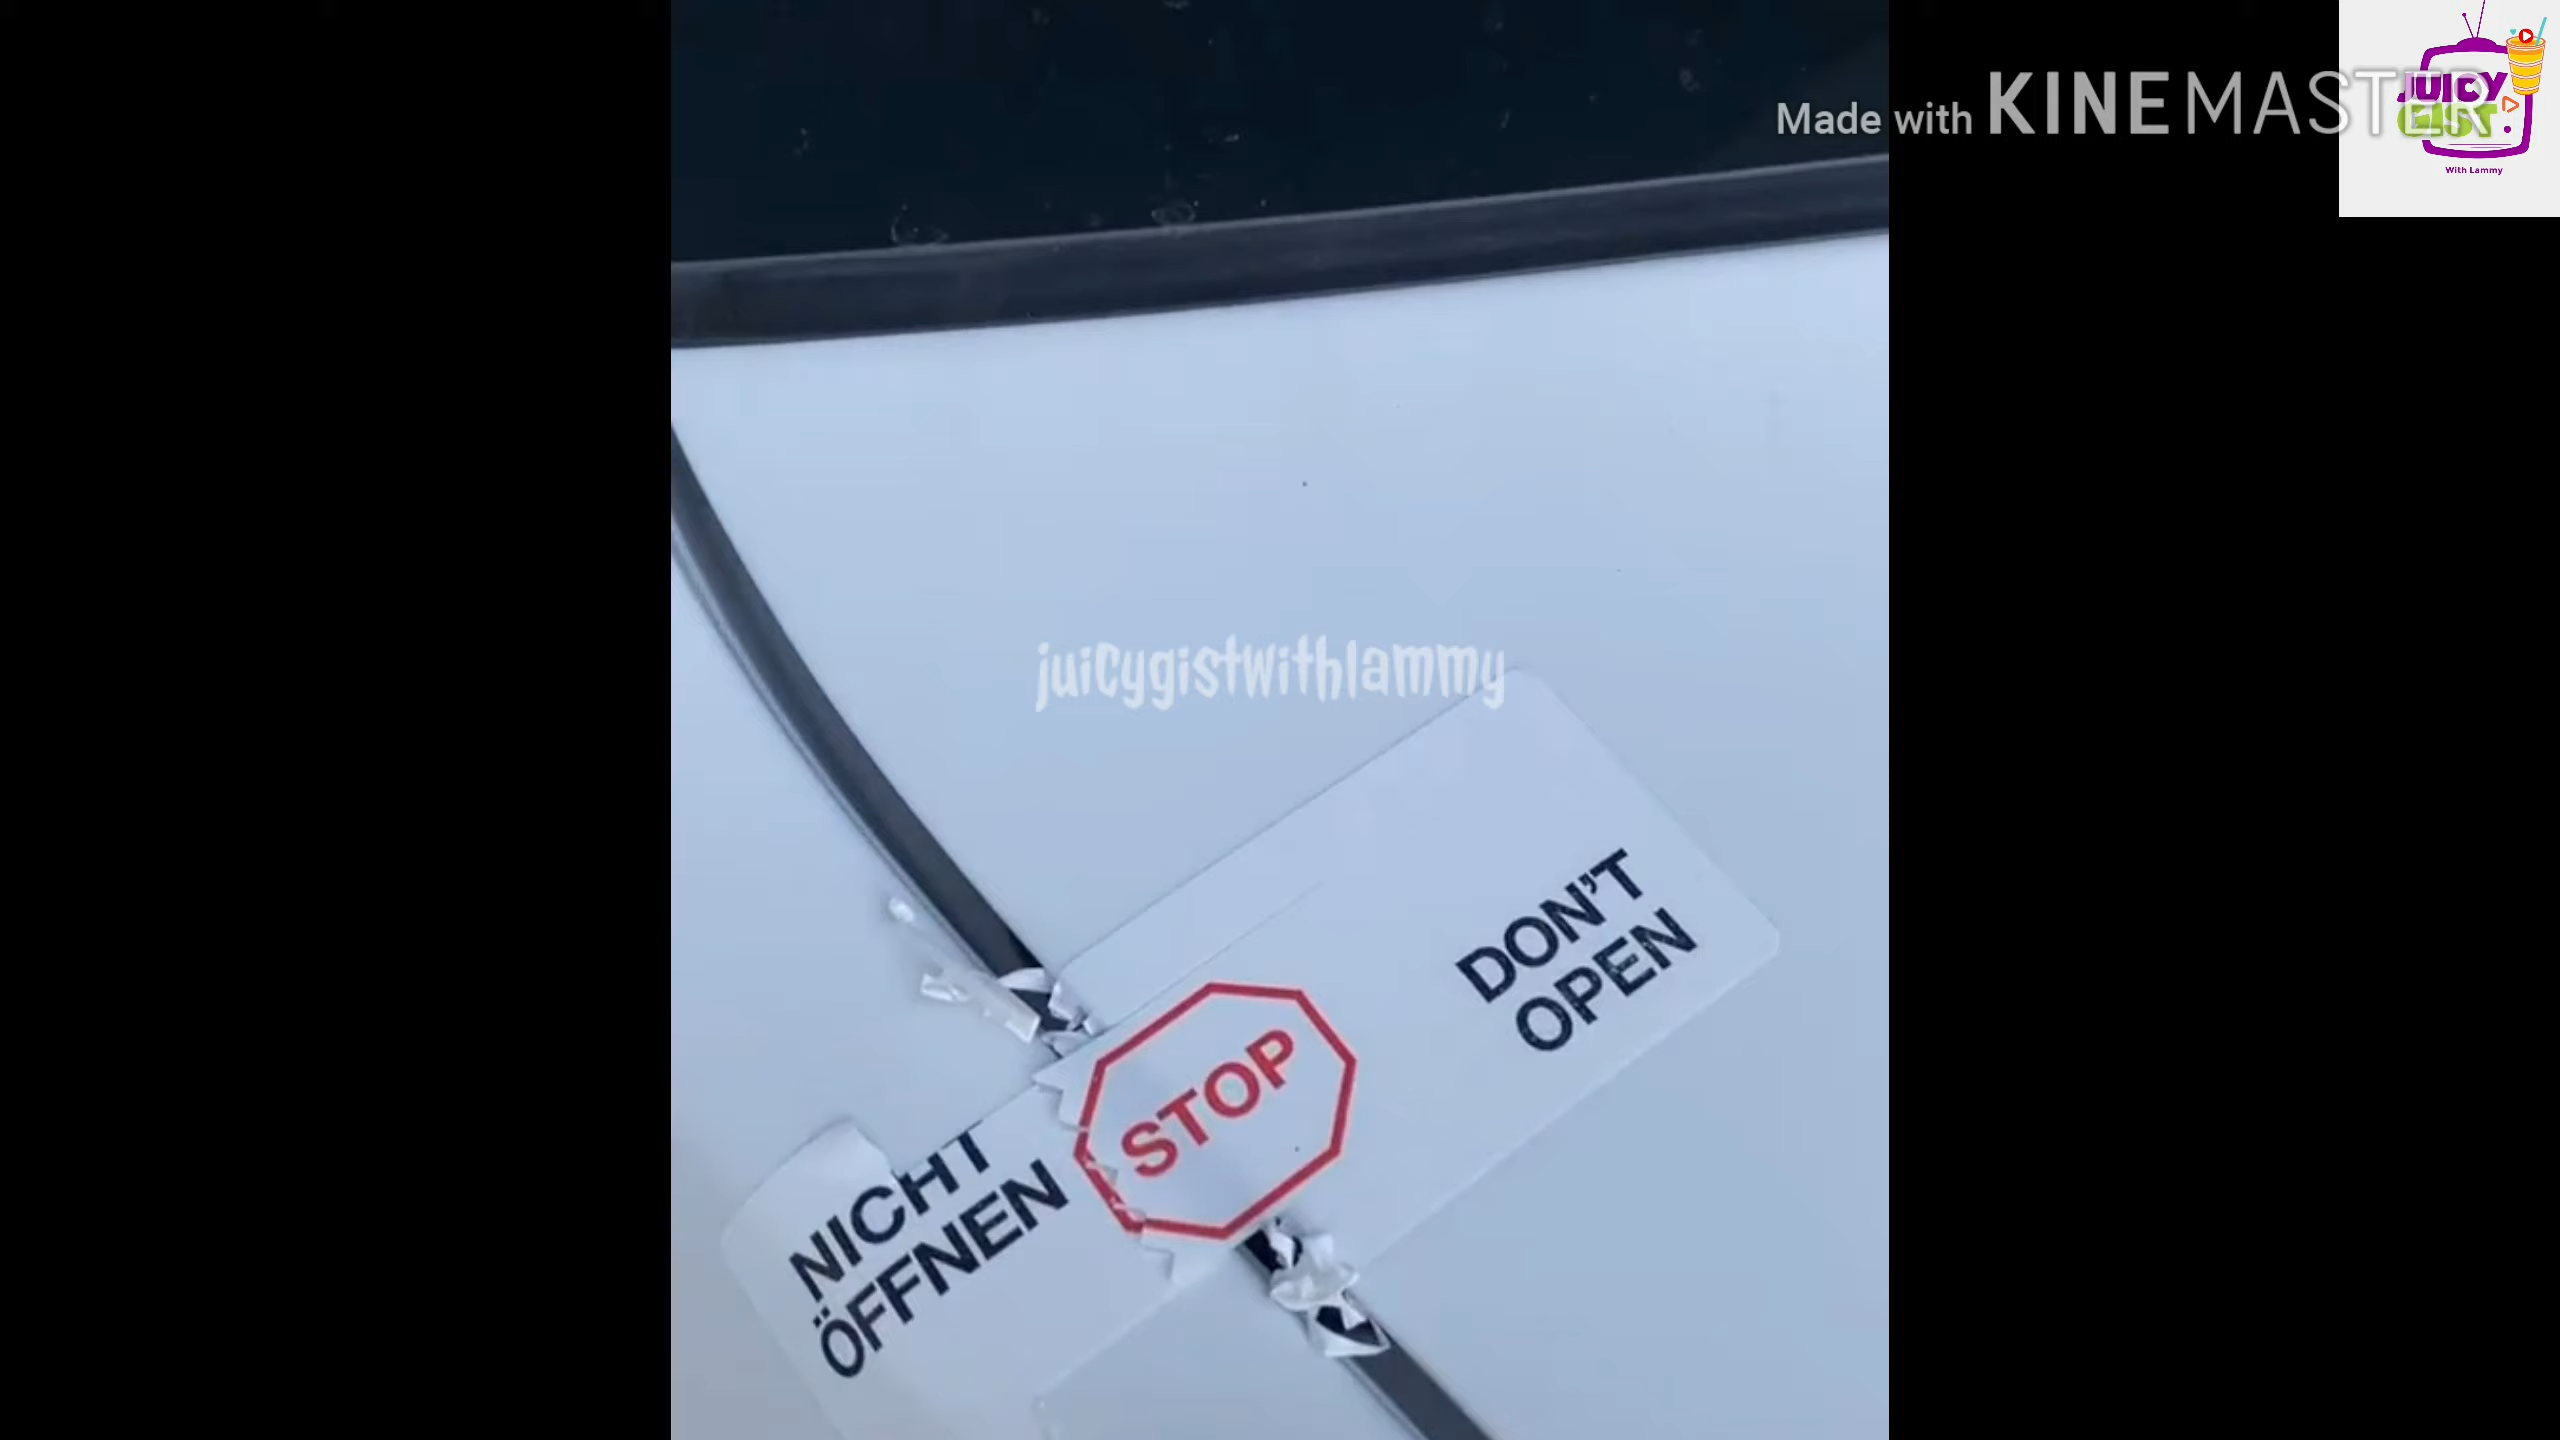 Made with KINEMASTER
JUICY
GIST
With Lammy
juicygistwithlammy
DON'T
OPEN
STOP
NICHT
ÖFFNEN